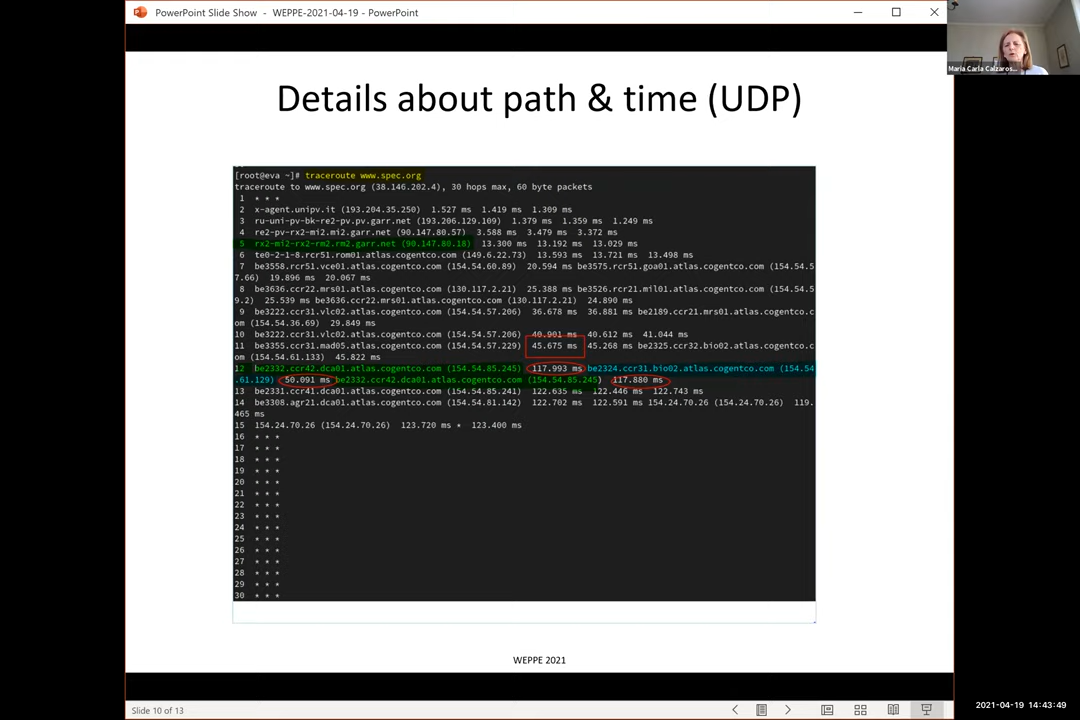 PowerPoint Slide Show - WEPPE-2021-04-19 - PowerPoint
Maria Carla Calzaros...
Details about path & time (UDP)
[root@eva ~]# traceroute www.spec.org
traceroute to www.spec.org (38.146.202.4), 30 hops max, 60 byte packets
1 * * *
2 x-agent.unipv.it (193.204.35.250) 1.527 ms 1.419 ms 1.309 ms
3 ru-uni-pv-bk-re2-pv.pv.garr.net (193.206.129.109) 1.379 ms 1.359 ms 1.249 ms
4 re2-pv-rx2-mi2.mi2.garr.net (90.147.80.57) 3.588 ms 3.479 ms 3.372 ms
5 rx2-mi2-rx2-rm2.rm2.garr.net (90.147.80.18) 13.300 ms 13.192 ms 13.029 ms
6 te0-2-1-8.rcr51.rom01.atlas.cogentco.com (149.6.22.73) 13.593 ms 13.721 ms 13.498 ms
7 be3558.rcr51.vce01.atlas.cogentco.com (154.54.60.89) 20.594 ms be3575.rcr51.goa01.atlas.cogentco.com (154.54.5
7.66) 19.896 ms 20.067 ms
8 be3636.ccr22.mrs01.atlas.cogentco.com (130.117.2.21) 25.388 ms be3526.rcr21.mil01.atlas.cogentco.com (154.54.5
9.2) 25.539 ms be3636.ccr22.mrs01.atlas.cogentco.com (130.117.2.21) 24.890 ms
9 be3222.ccr31.vlc02.atlas.cogentco.com (154.54.57.206) 36.678 ms 36.881 ms be2189.ccr21.mrs01.atlas.cogentco.c
om (154.54.36.69) 29.849 ms
10 be3222.ccr31.vlc02.atlas.cogentco.com (154.54.57.206) 40.901 ms 40.612 ms 41.044 ms
11 be3355.ccr31.mad05.atlas.cogentco.com (154.54.57.229) 45.675 ms 45.268 ms be2325.ccr32.bio02.atlas.cogentco.c
om (154.54.61.133) 45.822 ms
12 be2332.ccr42.dca01.atlas.cogentco.com (154.54.85.245) 117.993 ms be2324.ccr31.bio02.atlas.cogentco.com (154.54
.61.129) 50.091 ms be2332.ccr42.dca01.atlas.cogentco.com (154.54.85.245) 117.880 ms
13 be2331.ccr41.dca01.atlas.cogentco.com (154.54.85.241) 122.635 ms 122.446 ms 122.743 ms
14 be3308.agr21.dca01.atlas.cogentco.com (154.54.81.142) 122.702 ms 122.591 ms 154.24.70.26 (154.24.70.26) 119.
465 ms
15 154.24.70.26 (154.24.70.26) 123.720 ms * 123.400 ms
16 * * *
17 * * *
18 * * *
19 * * *
20 * * *
21 * * *
22 * * *
23 * * *
24 * * *
25 * * *
26 * * *
27 * * *
28 * * *
29 * * *
30 * * *
WEPPE 2021
Slide 10 of 13
2021-04-19 14:43:49